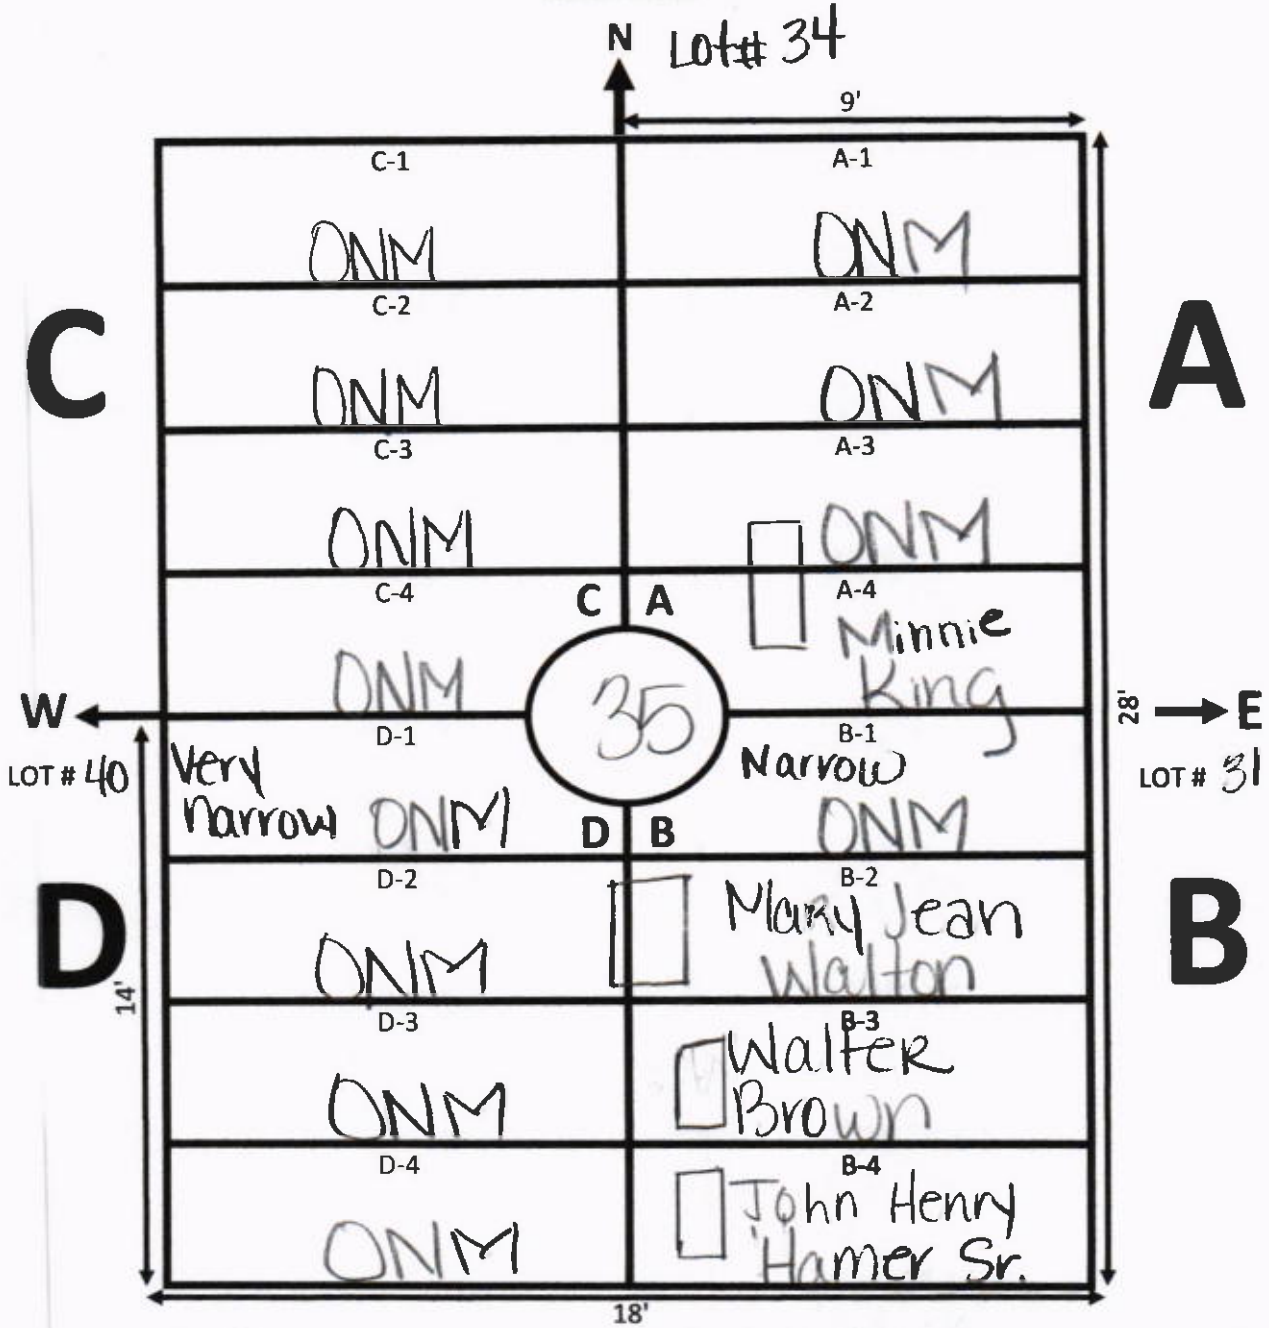 N Lot# 34
9'
C-1 A-1
ONM ONM
C-2 A-2
C A
ONM ONM
C-3 A-3
ONM ONM
C-4 C A A-4
Minnie
ONM King
W 35 28' E
D-1 B-1
LOT # 40 Very Narrow LOT # 31
narrow ONM ONM
D B
D-2 B-2
D Mary Jean B
ONM Walton
14'
D-3 B-3
Walter
ONM Brown
D-4 B-4
John Henry
ONM Hamer Sr.
18'